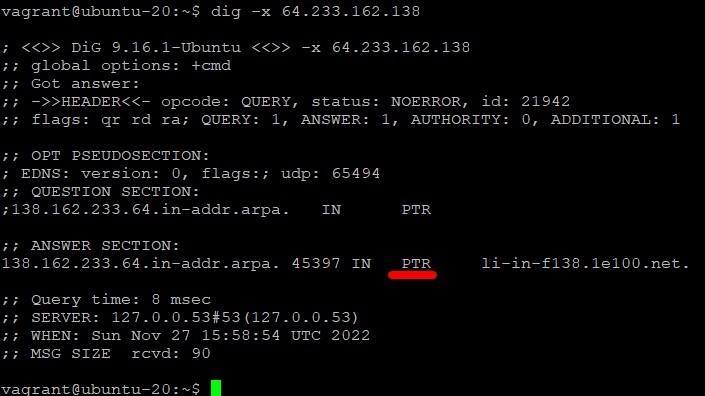 vagrant@ubuntu-20:~$ dig -x 64.233.162.138
; <<>> DiG 9.16.1-Ubuntu <<>> -x 64.233.162.138
;; global options: +cmd
;; Got answer:
;; ->>HEADER<<- opcode: QUERY, status: NOERROR, id: 21942
;; flags: qr rd ra; QUERY: 1, ANSWER: 1, AUTHORITY: 0, ADDITIONAL: 1
;; OPT PSEUDOSECTION:
; EDNS: version: 0, flags:; udp: 65494
;; QUESTION SECTION:
;138.162.233.64.in-addr.arpa. IN PTR
;; ANSWER SECTION:
138.162.233.64.in-addr.arpa. 45397 IN PTR li-in-f138.1e100.net.
;; Query time: 8 msec
;; SERVER: 127.0.0.53#53(127.0.0.53)
;; WHEN: Sun Nov 27 15:58:54 UTC 2022
;; MSG SIZE rcvd: 90
vagrant@ubuntu-20:~$